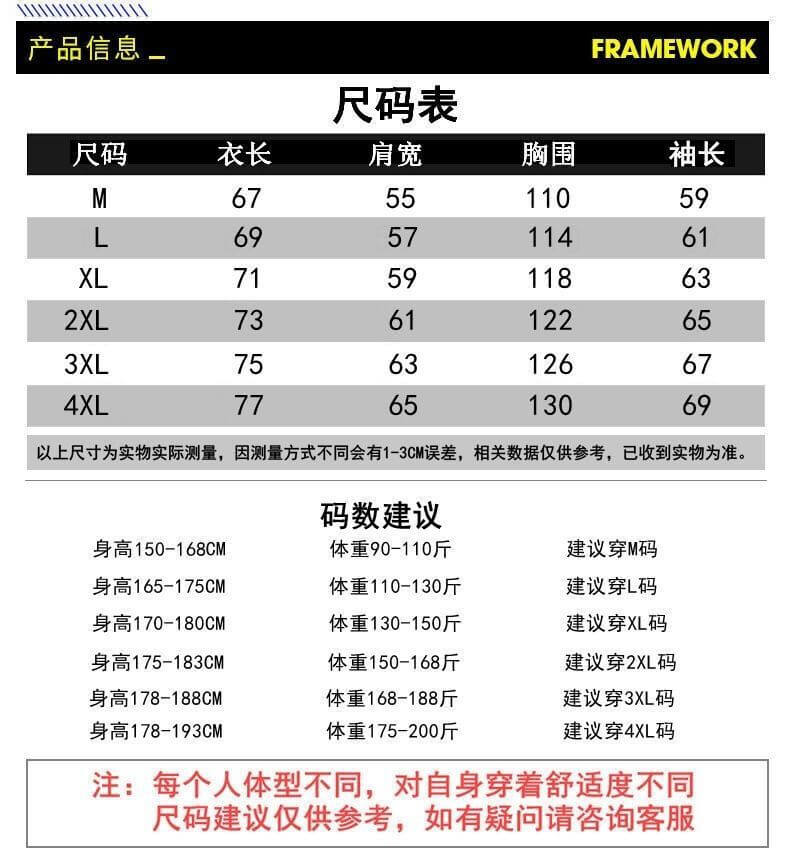 产品信息_ FRAMEWORK
尺码表
尺码 衣长 肩宽 胸围 袖长
M 67 55 110 59
L 69 57 114 61
XL 71 59 118 63
2XL 73 61 122 65
3XL 75 63 126 67
4XL 77 65 130 69
以上尺寸为实物实际测量，因测量方式不同会有1-3CM误差，相关数据仅供参考，已收到实物为准。
码数建议
身高150-168CM 体重90-110斤 建议穿M码
身高165-175CM 体重110-130斤 建议穿L码
身高170-180CM 体重130-150斤 建议穿XL码
身高175-183CM 体重150-168斤 建议穿2XL码
身高178-188CM 体重168-188斤 建议穿3XL码
身高178-193CM 体重175-200斤 建议穿4XL码
注：每个人体型不同，对自身穿着舒适度不同
尺码建议仅供参考，如有疑问请咨询客服